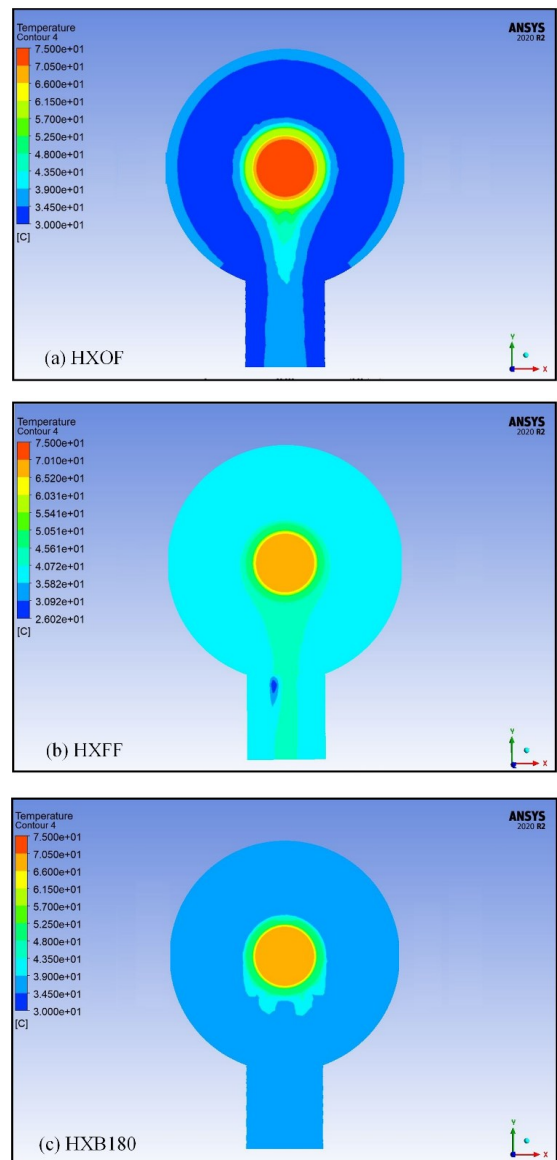 Temperature
Contour 4
ANSYS
2020 R2
7.500e+01
7.050e+01
6.600e+01
6.150e+01
5.700e+01
5.250e+01
4.800e+01
4.350e+01
3.900e+01
3.450e+01
3.000e+01
[C]
(a) HXOF
Y
X
Temperature
Contour 4
ANSYS
2020 R2
7.500e+01
7.010e+01
6.520e+01
6.031e+01
5.541e+01
5.051e+01
4.561e+01
4.072e+01
3.582e+01
3.092e+01
2.602e+01
[C]
(b) HXFF
Y
X
Temperature
Contour 4
ANSYS
2020 R2
7.500e+01
7.050e+01
6.600e+01
6.150e+01
5.700e+01
5.250e+01
4.800e+01
4.350e+01
3.900e+01
3.450e+01
3.000e+01
[C]
(c) HXB180
Y
X